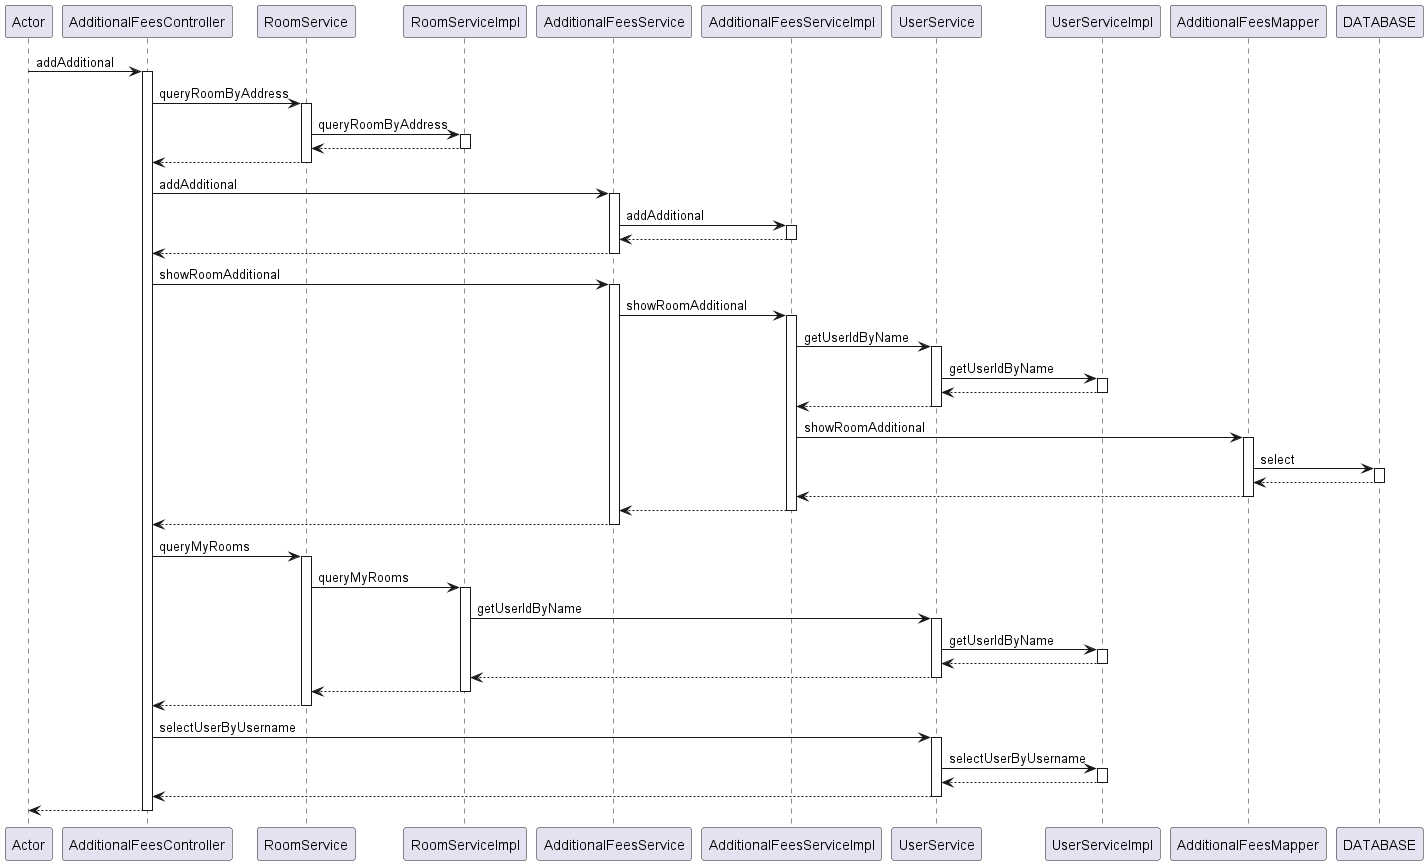 Actor AdditionalFeesController RoomService RoomServiceImpl AdditionalFeesService AdditionalFeesServiceImpl UserService UserServiceImpl AdditionalFeesMapper DATABASE
addAdditional
queryRoomByAddress
queryRoomByAddress
addAdditional
addAdditional
showRoomAdditional
showRoomAdditional
getUserIdByName
getUserIdByName
showRoomAdditional
select
queryMyRooms
queryMyRooms
getUserIdByName
getUserIdByName
selectUserByUsername
selectUserByUsername
Actor AdditionalFeesController RoomService RoomServiceImpl AdditionalFeesService AdditionalFeesServiceImpl UserService UserServiceImpl AdditionalFeesMapper DATABASE